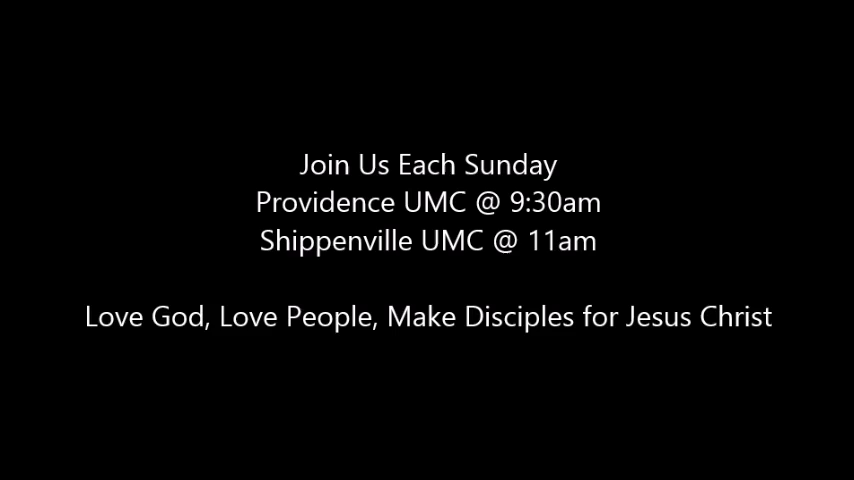 Join Us Each Sunday
Providence UMC @ 9:30am
Shippenville UMC @ 11am
Love God, Love People, Make Disciples for Jesus Christ